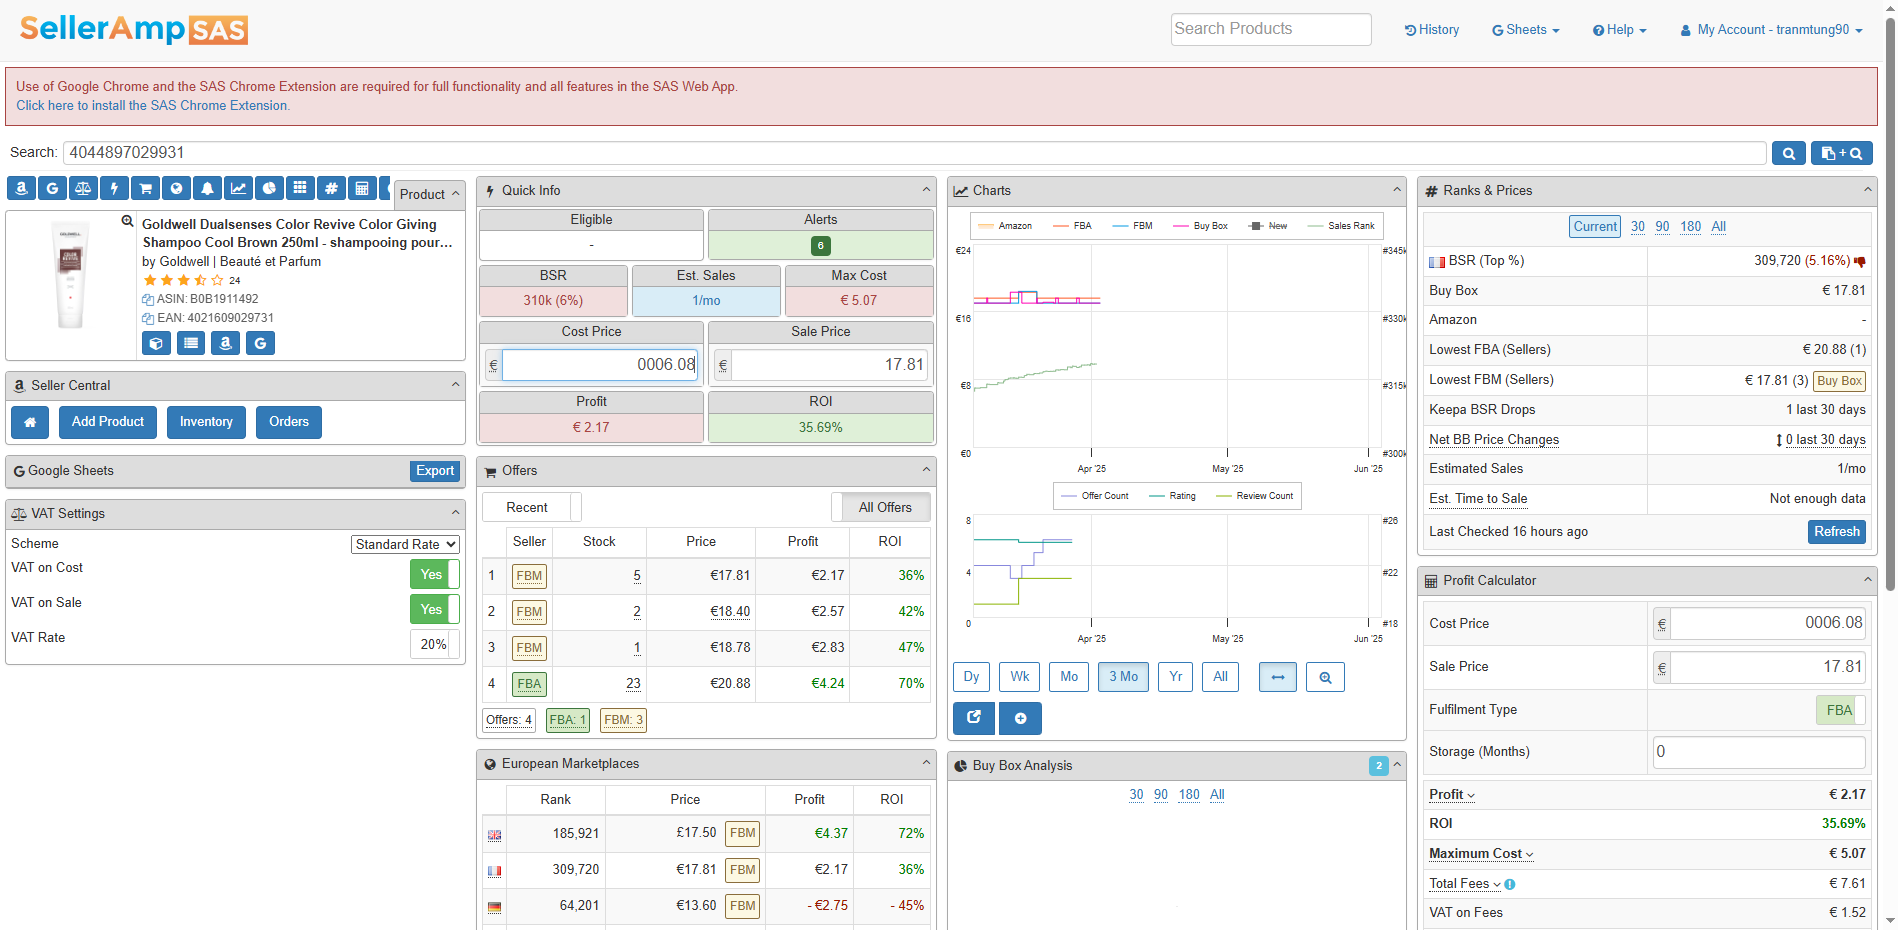 SellerAmp SAS
Search Products
History
G Sheets
Help
My Account - tranmtung90
Use of Google Chrome and the SAS Chrome Extension are required for full functionality and all features in the SAS Web App.
Click here to install the SAS Chrome Extension.
Search: 4044897029931
Product
Goldwell Dualsenses Color Revive Color Giving
Shampoo Cool Brown 250ml - shampooing pour...
by Goldwell | Beauté et Parfum
24
ASIN: B0B1911492
EAN: 4021609029731
Seller Central
Add Product Inventory Orders
Google Sheets Export
VAT Settings
Scheme Standard Rate
VAT on Cost Yes
VAT on Sale Yes
VAT Rate 20%
Quick Info
Eligible Alerts
- 6
BSR Est. Sales Max Cost
310k (6%) 1/mo € 5.07
Cost Price Sale Price
€ 0006.08 € 17.81
Profit ROI
€ 2.17 35.69%
Offers
Recent All Offers
Seller Stock Price Profit ROI
1 FBM 5 €17.81 €2.17 36%
2 FBM 2 €18.40 €2.57 42%
3 FBM 1 €18.78 €2.83 47%
4 FBA 23 €20.88 €4.24 70%
Offers: 4 FBA: 1 FBM: 3
European Marketplaces
Rank Price Profit ROI
185,921 £17.50 FBM €4.37 72%
309,720 €17.81 FBM €2.17 36%
64,201 €13.60 FBM - €2.75 - 45%
Charts
Amazon FBA FBM Buy Box New Sales Rank
€24 #345k
€16 #330k
€8 #315k
€0 #300k
Apr '25 May '25 Jun '25
Offer Count Rating Review Count
8 #26
4 #22
0 #18
Apr '25 May '25 Jun '25
Dy Wk Mo 3 Mo Yr All
Buy Box Analysis 2
30 90 180 All
Ranks & Prices
Current 30 90 180 All
BSR (Top %) 309,720 (5.16%)
Buy Box € 17.81
Amazon -
Lowest FBA (Sellers) € 20.88 (1)
Lowest FBM (Sellers) € 17.81 (3) Buy Box
Keepa BSR Drops 1 last 30 days
Net BB Price Changes 0 last 30 days
Estimated Sales 1/mo
Est. Time to Sale Not enough data
Last Checked 16 hours ago Refresh
Profit Calculator
Cost Price € 0006.08
Sale Price € 17.81
Fulfilment Type FBA
Storage (Months) 0
Profit € 2.17
ROI 35.69%
Maximum Cost € 5.07
Total Fees € 7.61
VAT on Fees € 1.52